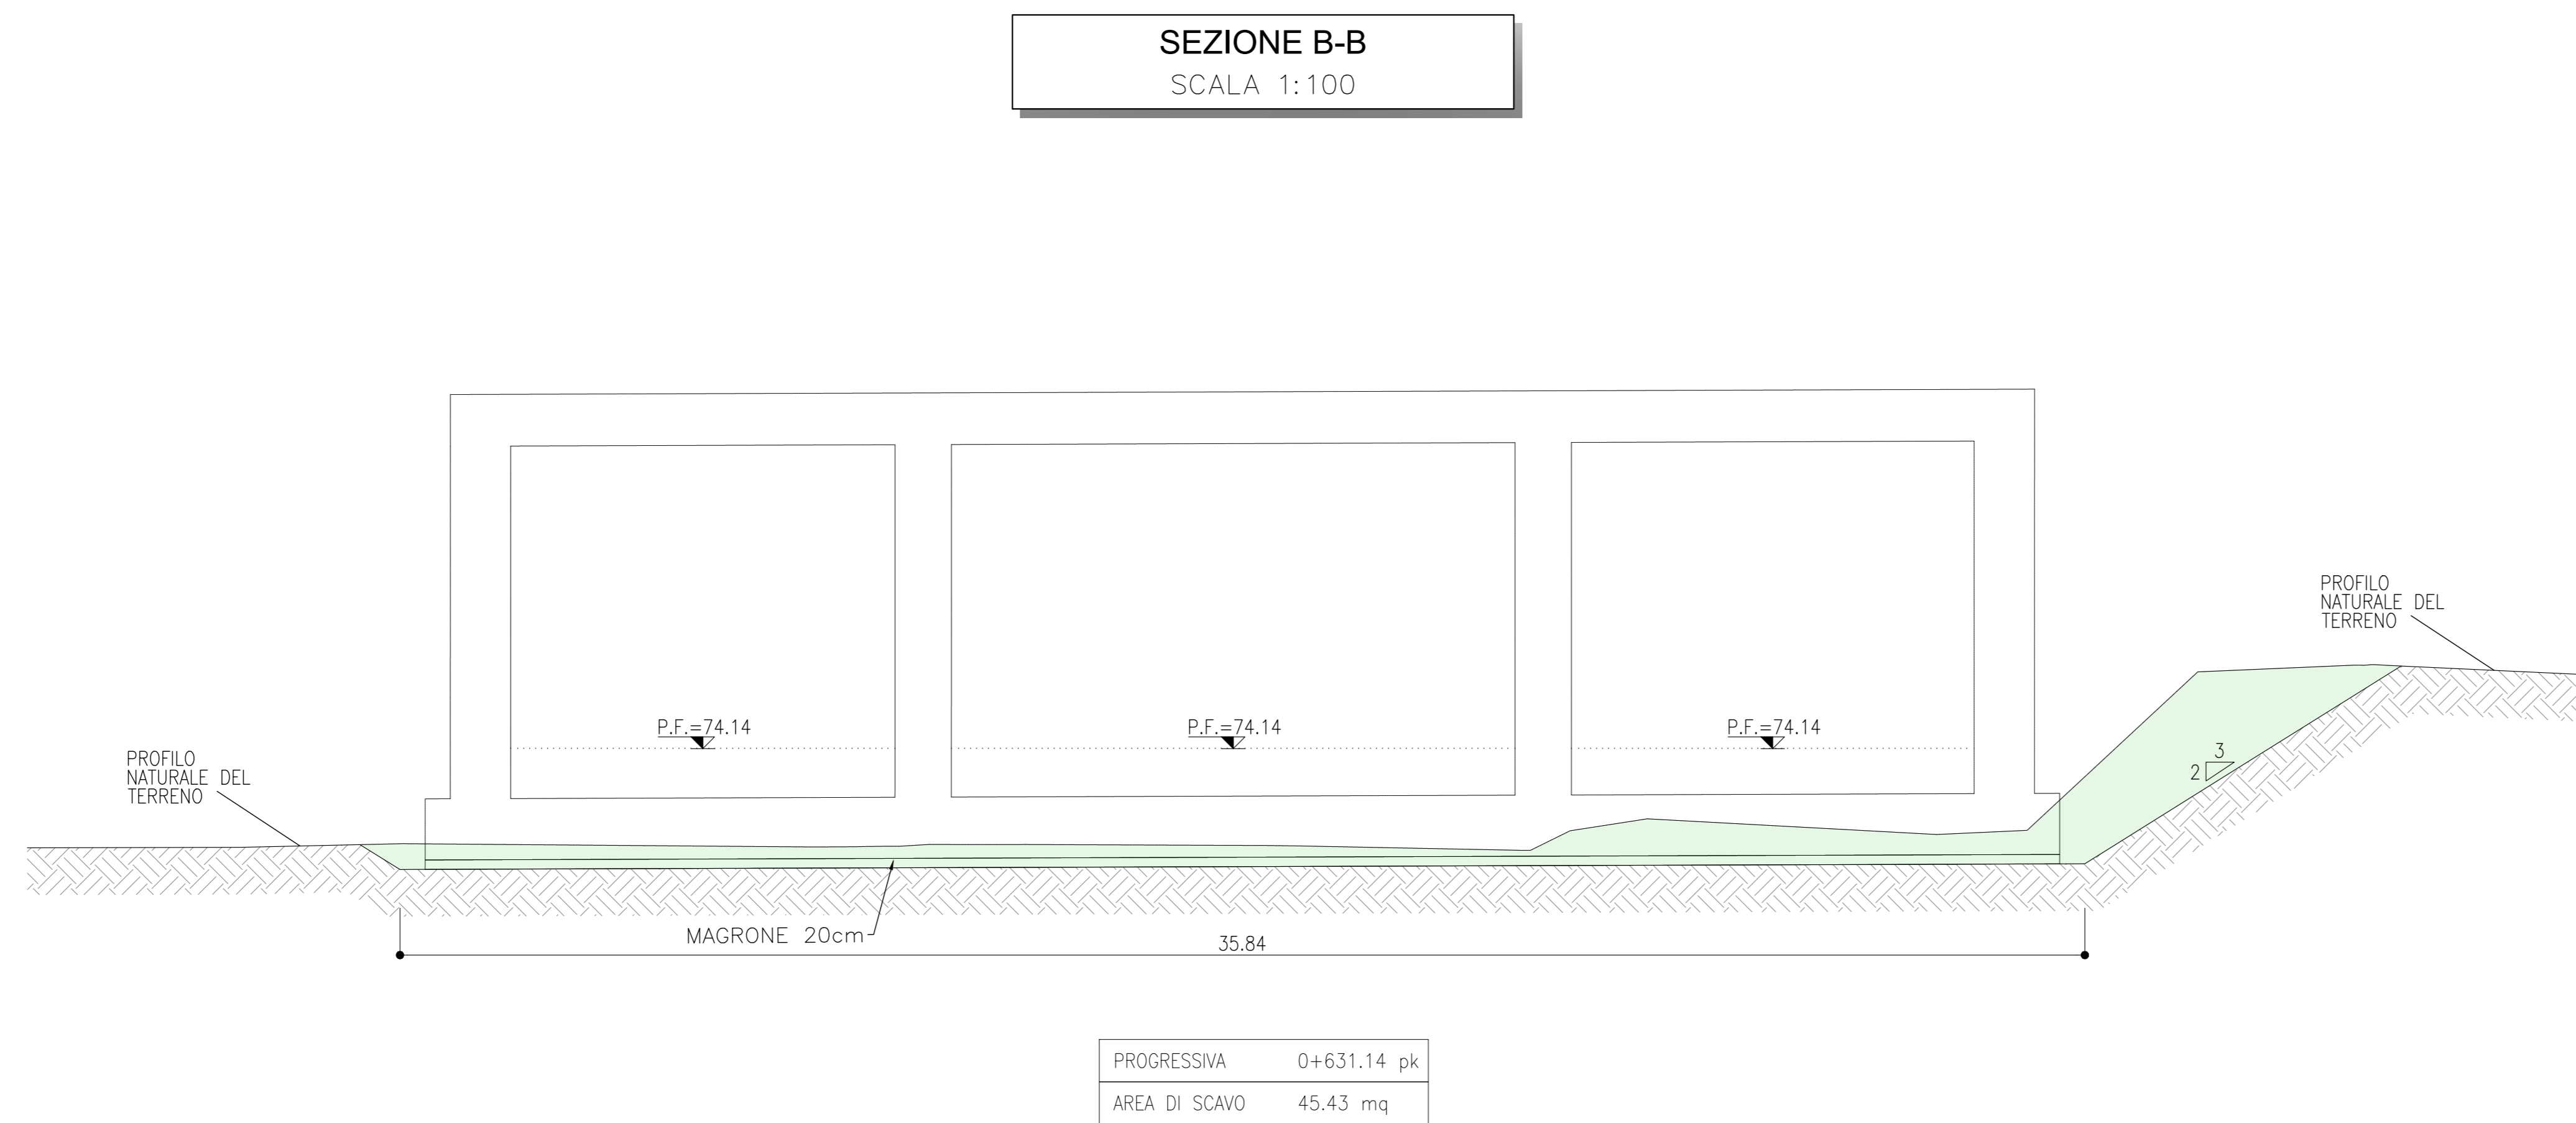 SEZIONE B-B
SCALA 1:100
PROFILO
NATURALE DEL
TERRENO
P.F.=74.14
P.F.=74.14
P.F.=74.14
3
2
PROFILO
NATURALE DEL
TERRENO
MAGRONE 20cm
35.84
PROGRESSIVA 0+631.14 pk
AREA DI SCAVO 45.43 mq